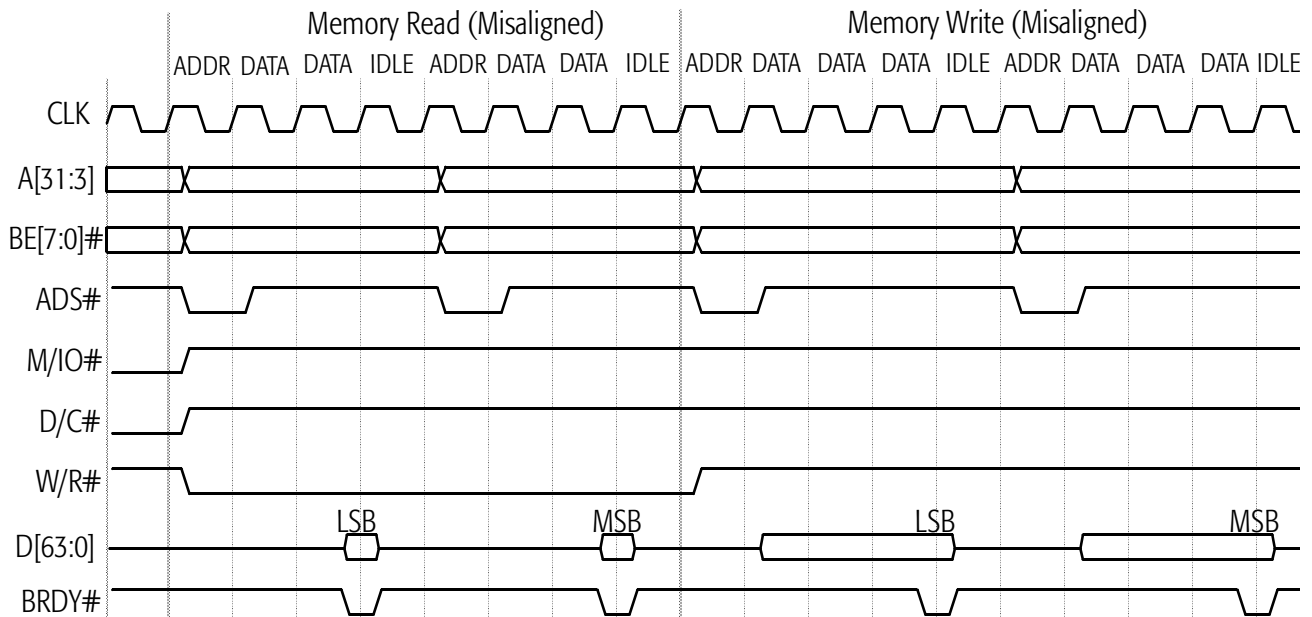 Memory Read (Misaligned) Memory Write (Misaligned)
ADDR DATA DATA IDLE ADDR DATA DATA IDLE ADDR DATA DATA DATA IDLE ADDR DATA DATA DATA IDLE
CLK
A[31:3]
BE[7:0]#
ADS#
M/IO#
D/C#
W/R#
LSB MSB LSB MSB
D[63:0]
BRDY#